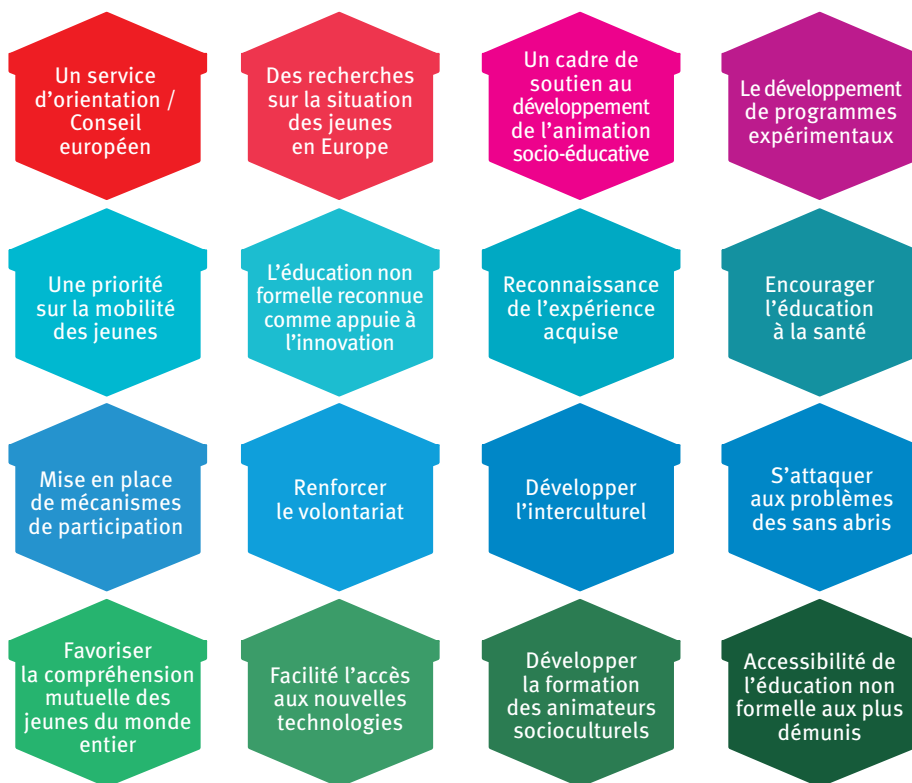 Un service
d'orientation /
Conseil
européen
Des recherches
sur la situation
des jeunes
en Europe
Un cadre de
soutien au
développement
de l'animation
socio-éducative
Le développement
de programmes
expérimentaux
Une priorité
sur la mobilité
des jeunes
L'éducation non
formelle reconnue
comme appuie à
l'innovation
Reconnaissance
de l'expérience
acquise
Encourager
l'éducation
à la santé
Mise en place
de mécanismes
de participation
Renforcer
le volontariat
Développer
l'interculturel
S'attaquer
aux problèmes
des sans abris
Favoriser
la compréhension
mutuelle des
jeunes du monde
entier
Facilité l'accès
aux nouvelles
technologies
Développer
la formation
des animateurs
socioculturels
Accessibilité de
l'éducation non
formelle aux plus
démunis